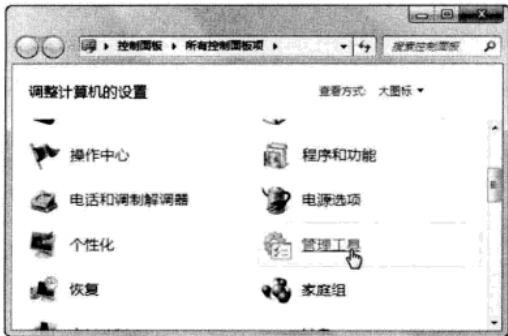 控制面板 ▸ 所有控制面板项 ▸
搜索控制面板
调整计算机的设置
查看方式: 大图标 ▼
操作中心
程序和功能
电话和调制解调器
电源选项
个性化
管理工具
恢复
家庭组